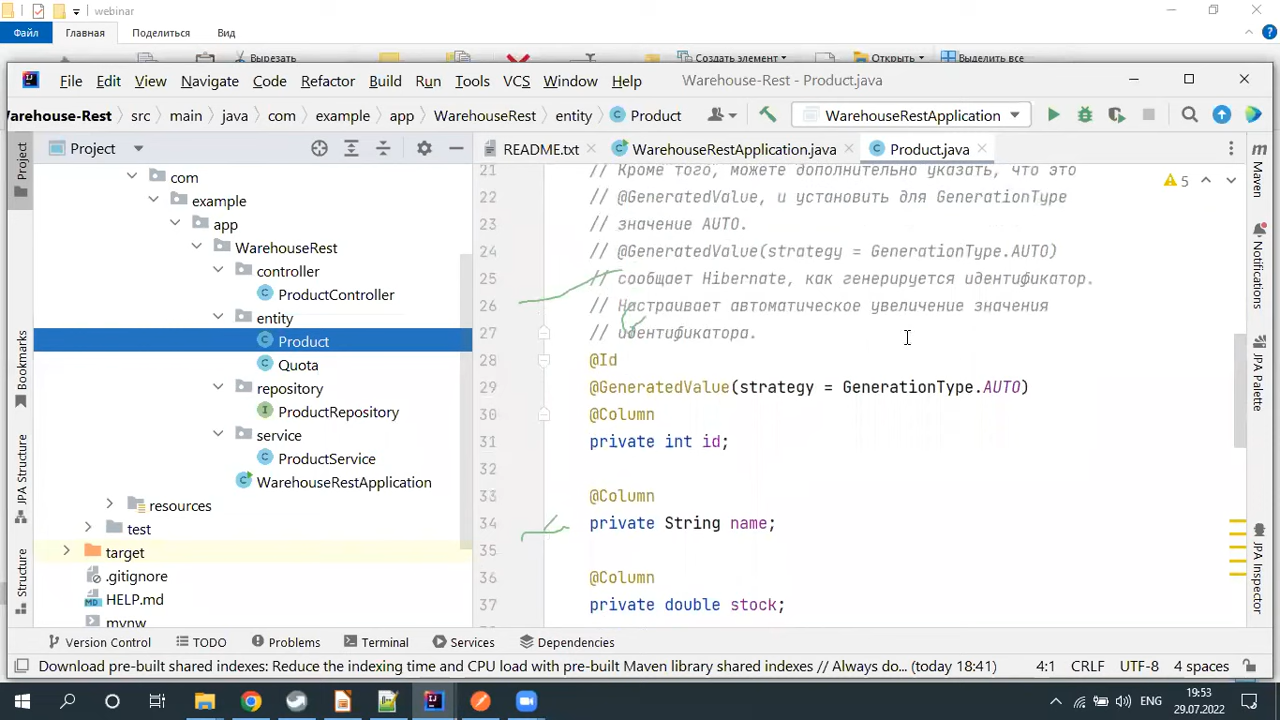 webinar
Файл Главная Поделиться Вид
Вырезать Создать элемент Открыть Выделить все
File Edit View Navigate Code Refactor Build Run Tools VCS Window Help Warehouse-Rest - Product.java
arehouse-Rest src main java com example app WarehouseRest entity Product WarehouseRestApplication
Project
README.txt WarehouseRestApplication.java Product.java
com
example
app
WarehouseRest
controller
ProductController
entity
Product
Quota
repository
ProductRepository
service
ProductService
WarehouseRestApplication
resources
test
target
.gitignore
HELP.md
mvnw
21 // Кроме того, можете дополнительно указать, что это
22 // @GeneratedValue, и установить для GenerationType
23 // значение AUTO.
24 // @GeneratedValue(strategy = GenerationType.AUTO)
25 // сообщает Hibernate, как генерируется идентификатор.
26 // Настраивает автоматическое увеличение значения
27 // идентификатора.
28 @Id
29 @GeneratedValue(strategy = GenerationType.AUTO)
30 @Column
31 private int id;
32
33 @Column
34 private String name;
35
36 @Column
37 private double stock;
5
Project
Bookmarks
JPA Structure
Structure
Maven
Notifications
JPA Palette
JPA Inspector
Version Control TODO Problems Terminal Services Dependencies
Download pre-built shared indexes: Reduce the indexing time and CPU load with pre-built Maven library shared indexes // Always do... (today 18:41) 4:1 CRLF UTF-8 4 spaces
ENG
19:53
29.07.2022